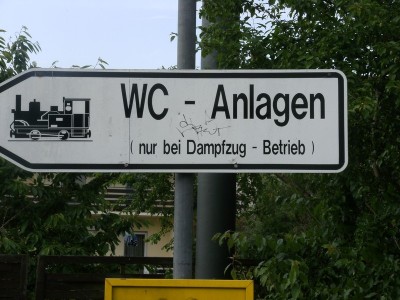 WC - Anlagen
( nur bei Dampfzug - Betrieb )